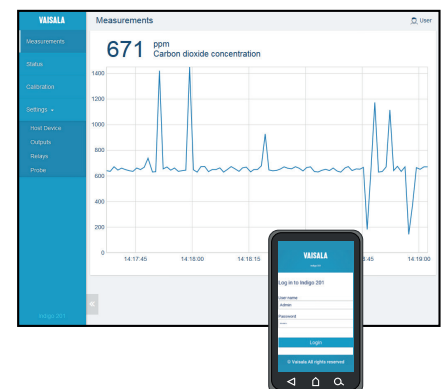 VAISALA
Measurements
User
Measurements
Status
Calibration
Settings
Host Device
Outputs
Relays
Probe
Indigo 201
671 ppm
Carbon dioxide concentration
1400
1200
1000
800
600
400
200
0
14:17:45
14:18:00
14:18:15
:45
14:19:00
VAISALA
Log in to Indigo 201
User name
Admin
Password
Login
© Vaisala All rights reserved